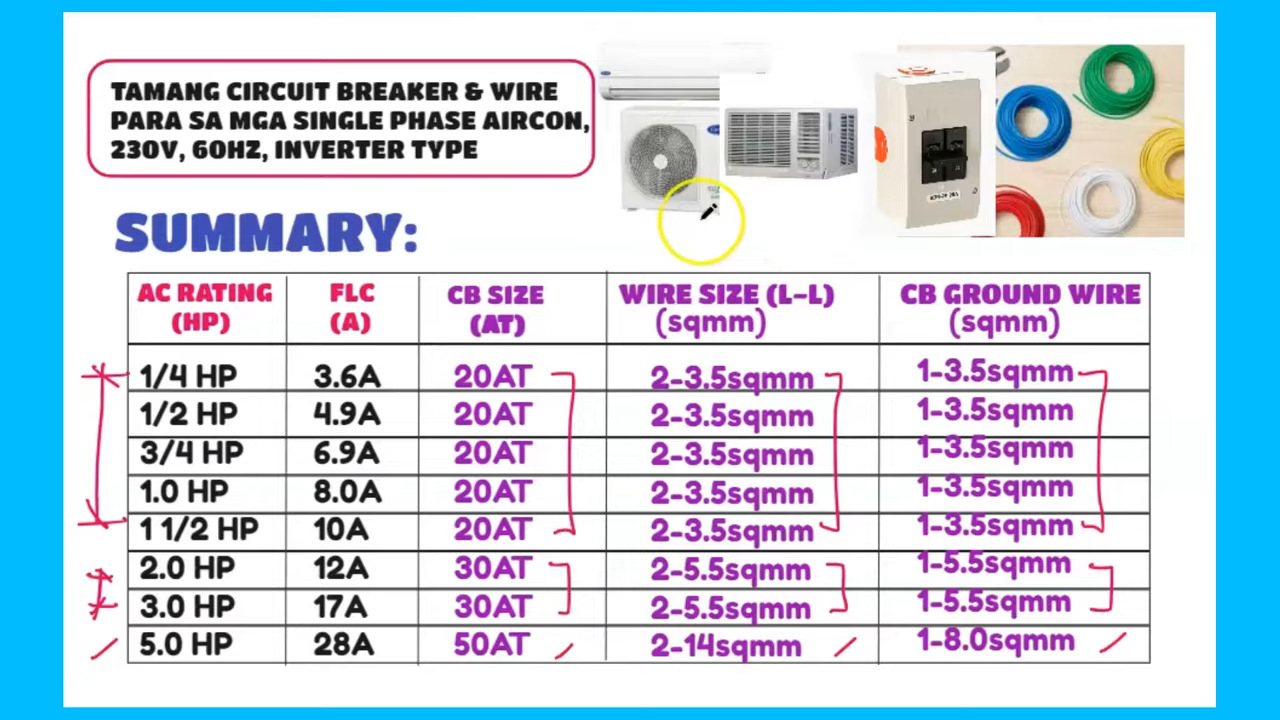 TAMANG CIRCUIT BREAKER & WIRE
PARA SA MGA SINGLE PHASE AIRCON,
230V, 60HZ, INVERTER TYPE
SUMMARY:
AC RATING (HP) FLC (A) CB SIZE (AT) WIRE SIZE (L-L) (sqmm) CB GROUND WIRE (sqmm)
1/4 HP 3.6A 20AT 2-3.5sqmm 1-3.5sqmm
1/2 HP 4.9A 20AT 2-3.5sqmm 1-3.5sqmm
3/4 HP 6.9A 20AT 2-3.5sqmm 1-3.5sqmm
1.0 HP 8.0A 20AT 2-3.5sqmm 1-3.5sqmm
1 1/2 HP 10A 20AT 2-3.5sqmm 1-3.5sqmm
2.0 HP 12A 30AT 2-5.5sqmm 1-5.5sqmm
3.0 HP 17A 30AT 2-5.5sqmm 1-5.5sqmm
5.0 HP 28A 50AT 2-14sqmm 1-8.0sqmm